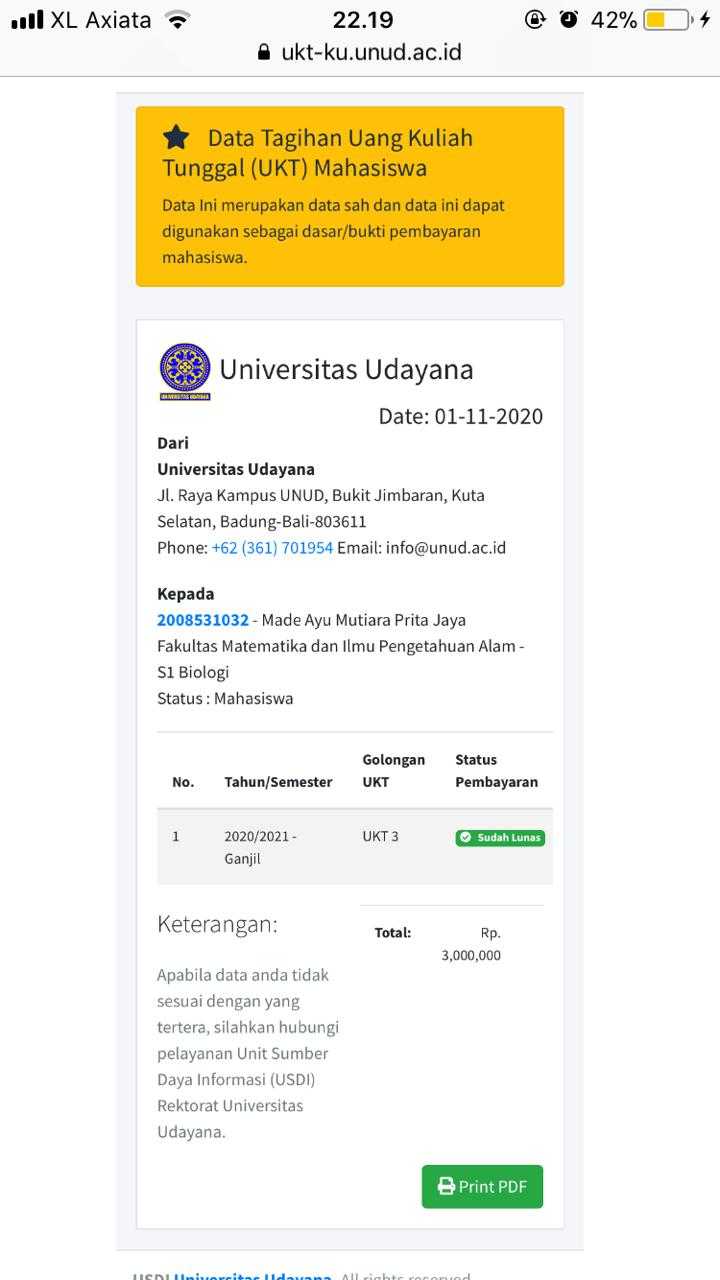 XL Axiata 22.19 42%
ukt-ku.unud.ac.id
Data Tagihan Uang Kuliah
Tunggal (UKT) Mahasiswa
Data Ini merupakan data sah dan data ini dapat
digunakan sebagai dasar/bukti pembayaran
mahasiswa.
UNIVERSITAS UDAYANA
Universitas Udayana
Date: 01-11-2020
Dari
Universitas Udayana
Jl. Raya Kampus UNUD, Bukit Jimbaran, Kuta
Selatan, Badung-Bali-803611
Phone: +62 (361) 701954 Email: info@unud.ac.id
Kepada
2008531032 - Made Ayu Mutiara Prita Jaya
Fakultas Matematika dan Ilmu Pengetahuan Alam -
S1 Biologi
Status : Mahasiswa
No. Tahun/Semester Golongan UKT Status Pembayaran
1 2020/2021 - Ganjil UKT 3 Sudah Lunas
Keterangan:
Apabila data anda tidak
sesuai dengan yang
tertera, silahkan hubungi
pelayanan Unit Sumber
Daya Informasi (USDI)
Rektorat Universitas
Udayana.
Total: Rp.
3,000,000
Print PDF
USDI Universitas Udayana. All rights reserved.